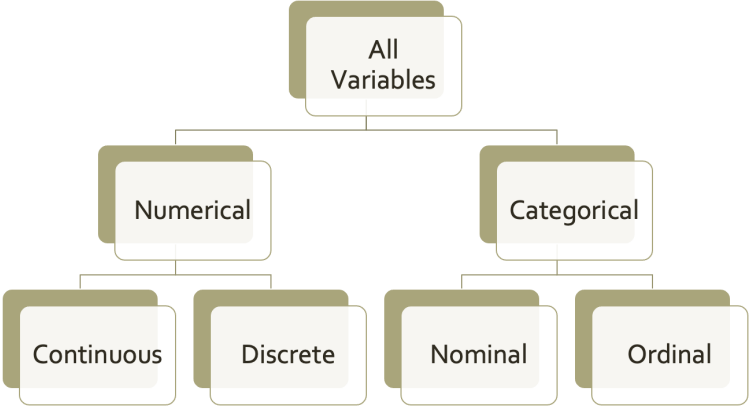 All
Variables
Numerical
Categorical
Continuous
Discrete
Nominal
Ordinal